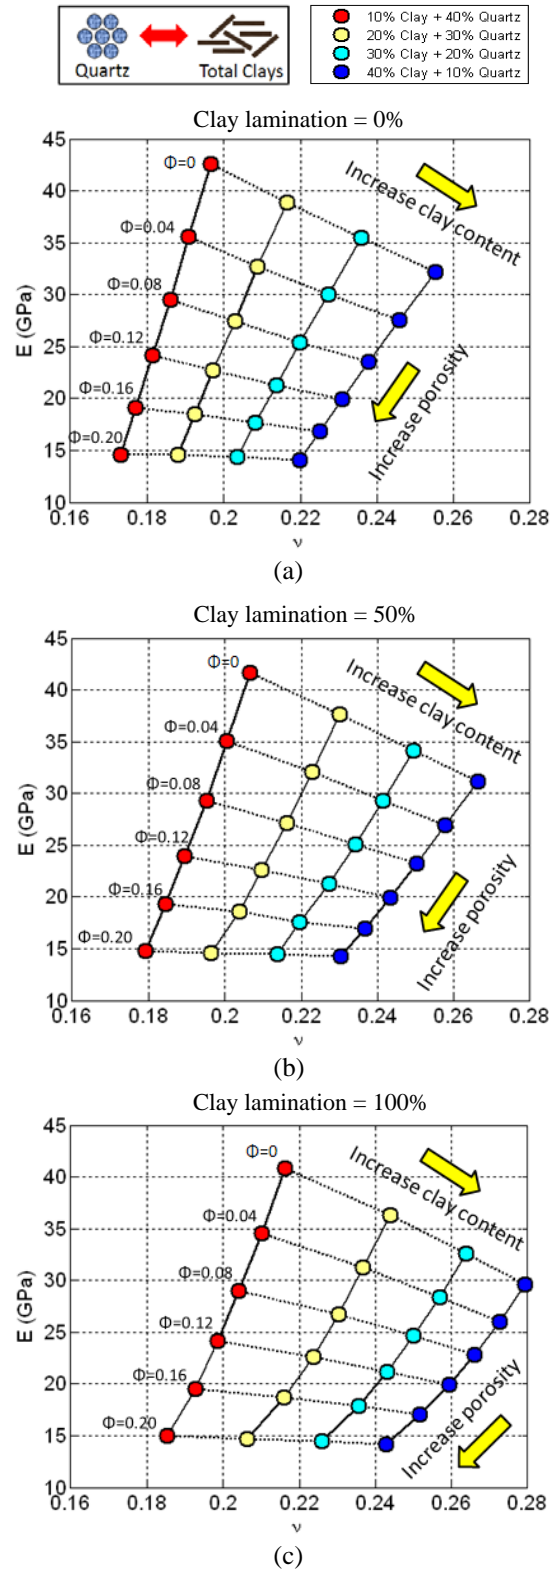 Quartz
Total Clays
10% Clay + 40% Quartz
20% Clay + 30% Quartz
30% Clay + 20% Quartz
40% Clay + 10% Quartz
Clay lamination = 0%
45
40
35
30
25
20
15
10
E (GPa)
Φ=0
Φ=0.04
Φ=0.08
Φ=0.12
Φ=0.16
Φ=0.20
Increase clay content
Increase porosity
0.16
0.18
0.2
0.22
0.24
0.26
0.28
ν
(a)
Clay lamination = 50%
45
40
35
30
25
20
15
10
E (GPa)
Φ=0
Φ=0.04
Φ=0.08
Φ=0.12
Φ=0.16
Φ=0.20
Increase clay content
Increase porosity
0.16
0.18
0.2
0.22
0.24
0.26
0.28
ν
(b)
Clay lamination = 100%
45
40
35
30
25
20
15
10
E (GPa)
Φ=0
Φ=0.04
Φ=0.08
Φ=0.12
Φ=0.16
Φ=0.20
Increase clay content
Increase porosity
0.16
0.18
0.2
0.22
0.24
0.26
0.28
ν
(c)